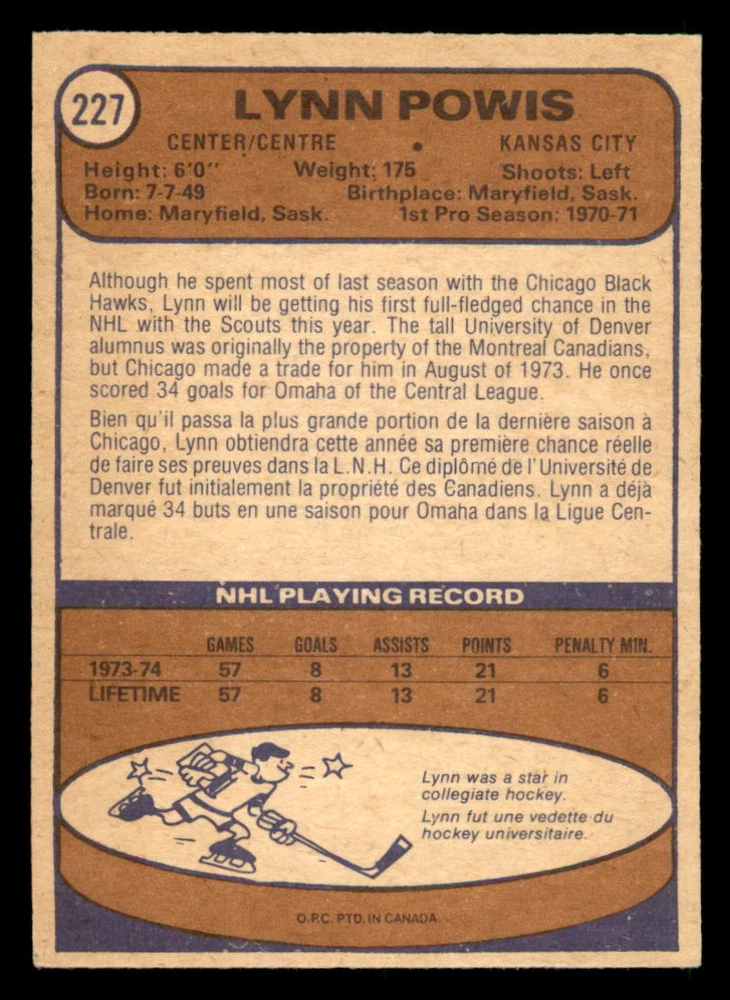 227
LYNN POWIS
CENTER/CENTRE • KANSAS CITY
Height: 6'0" Weight: 175 Shoots: Left
Born: 7-7-49 Birthplace: Maryfield, Sask.
Home: Maryfield, Sask. 1st Pro Season: 1970-71
Although he spent most of last season with the Chicago Black
Hawks, Lynn will be getting his first full-fledged chance in the
NHL with the Scouts this year. The tall University of Denver
alumnus was originally the property of the Montreal Canadians,
but Chicago made a trade for him in August of 1973. He once
scored 34 goals for Omaha of the Central League.
Bien qu'il passa la plus grande portion de la dernière saison à
Chicago, Lynn obtiendra cette année sa première chance réelle
de faire ses preuves dans la L.N.H. Ce diplômé de l'Université de
Denver fut initialement la propriété des Canadiens. Lynn a déjà
marqué 34 buts en une saison pour Omaha dans la Ligue Cen-
trale.
NHL PLAYING RECORD
GAMES GOALS ASSISTS POINTS PENALTY MIN.
1973-74 57 8 13 21 6
LIFETIME 57 8 13 21 6
Lynn was a star in
collegiate hockey.
Lynn fut une vedette du
hockey universitaire.
O.P.C. PTD. IN CANADA